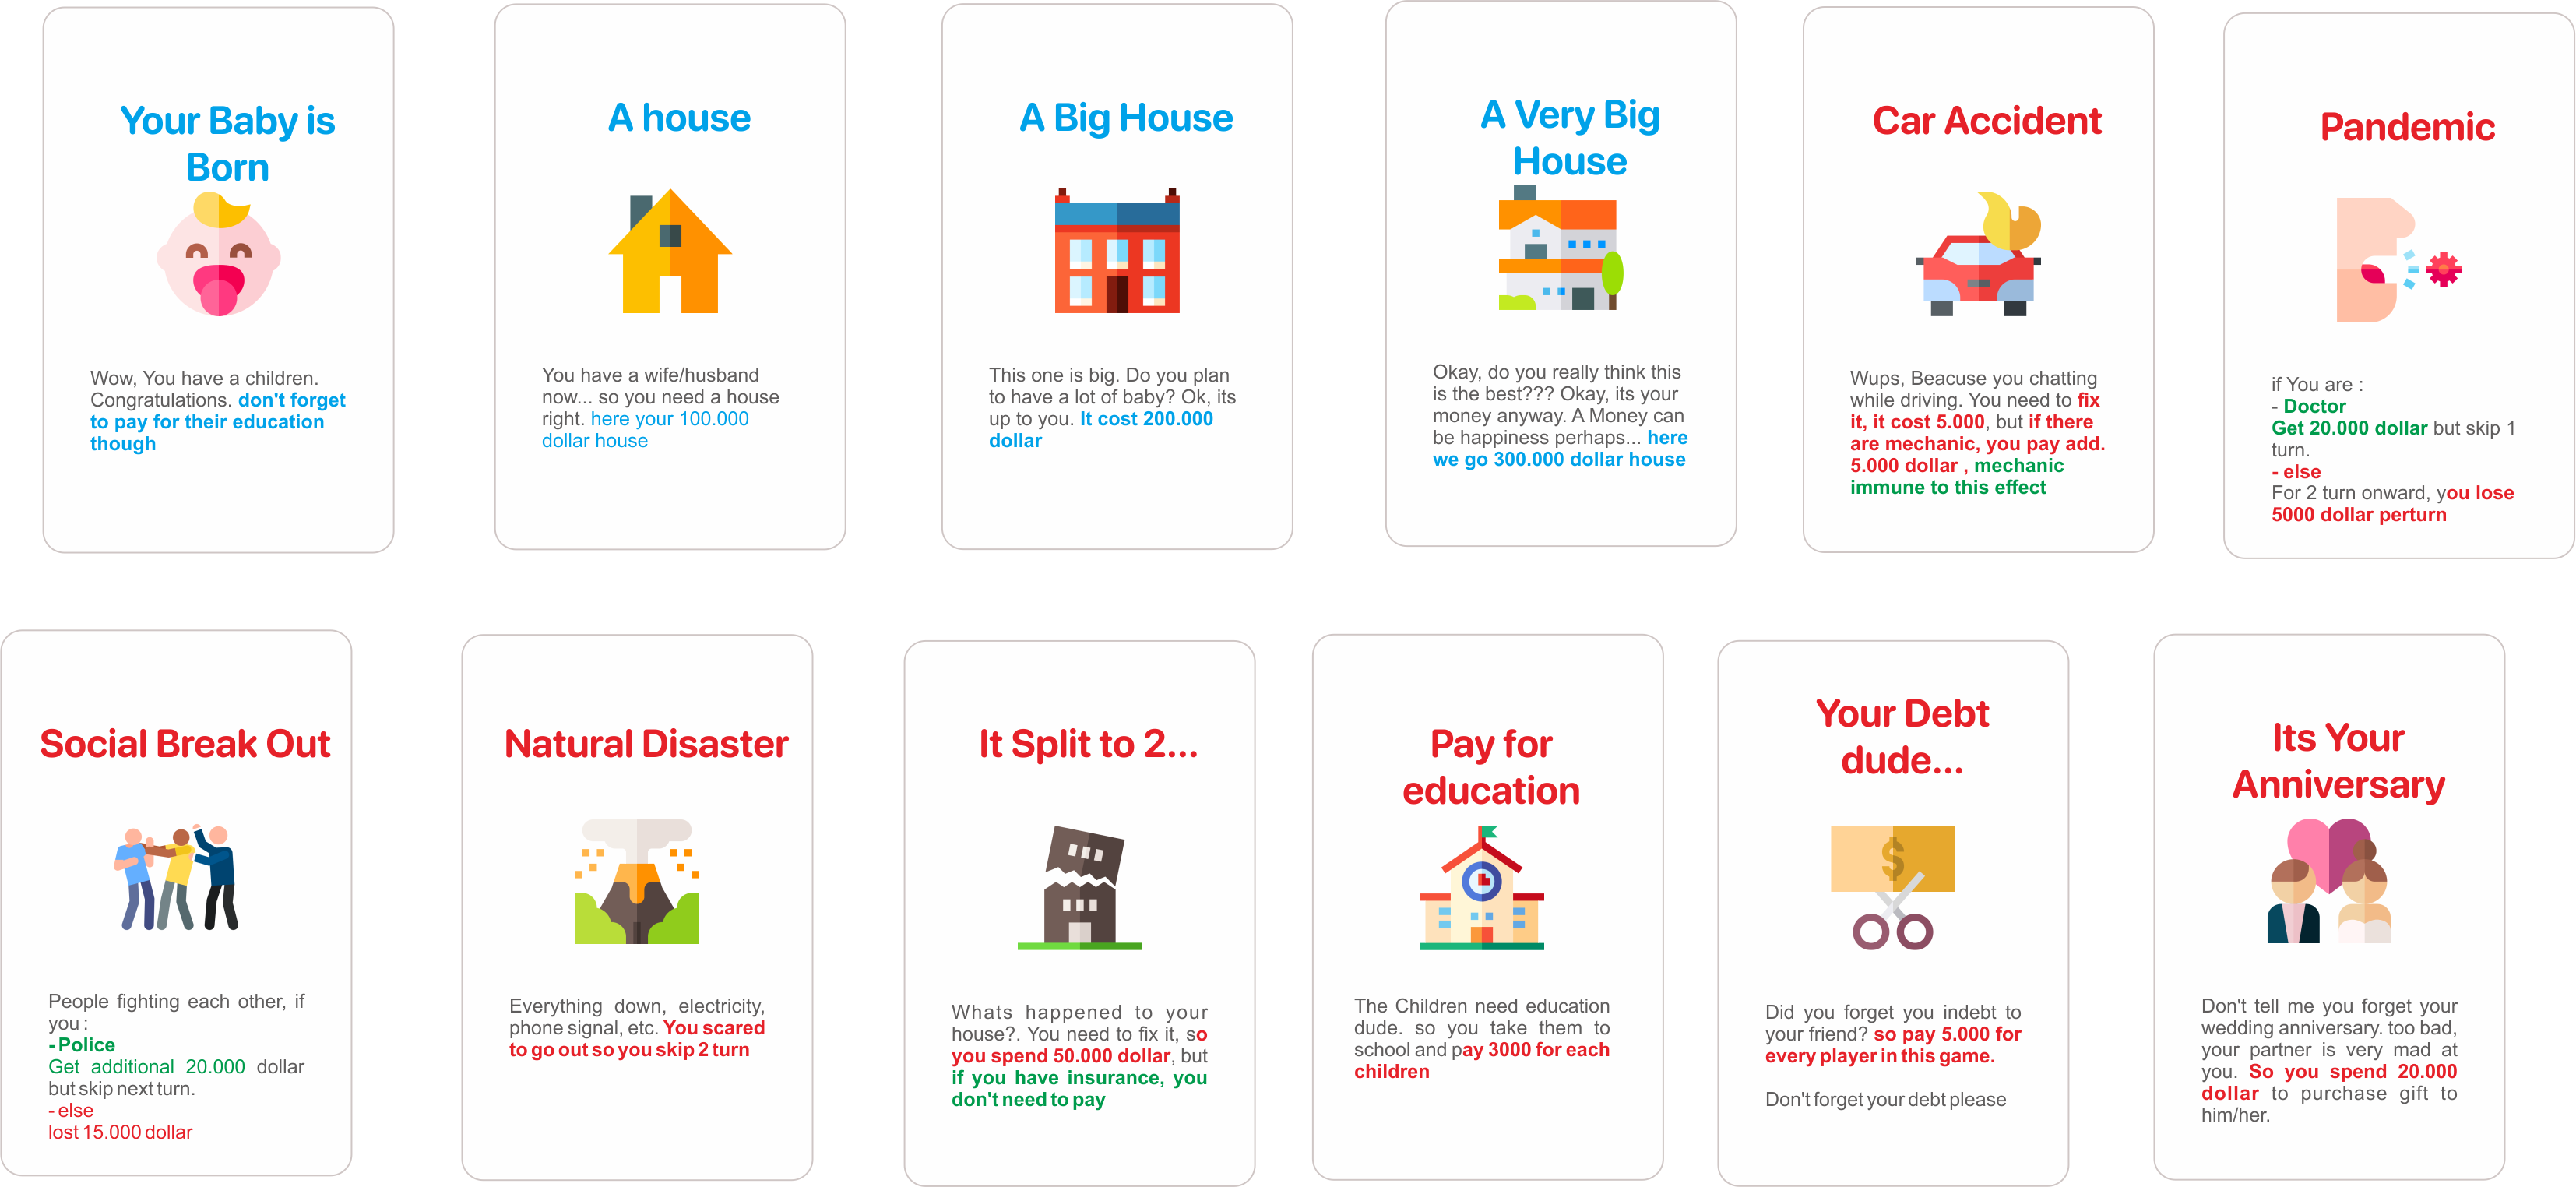 Your Baby is
Born
Wow, You have a children.
Congratulations. don't forget
to pay for their education
though
A house
You have a wife/husband
now... so you need a house
right. here your 100.000
dollar house
A Big House
This one is big. Do you plan
to have a lot of baby? Ok, its
up to you. It cost 200.000
dollar
A Very Big
House
Okay, do you really think this
is the best??? Okay, its your
money anyway. A Money can
be happiness perhaps... here
we go 300.000 dollar house
Car Accident
Wups, Beacuse you chatting
while driving. You need to fix
it, it cost 5.000, but if there
are mechanic, you pay add.
5.000 dollar , mechanic
immune to this effect
Pandemic
if You are :
- Doctor
Get 20.000 dollar but skip 1
turn.
- else
For 2 turn onward, you lose
5000 dollar perturn
Social Break Out
People fighting each other, if
you :
- Police
Get additional 20.000 dollar
but skip next turn.
- else
lost 15.000 dollar
Natural Disaster
Everything down, electricity,
phone signal, etc. You scared
to go out so you skip 2 turn
It Split to 2...
Whats happened to your
house?. You need to fix it, so
you spend 50.000 dollar, but
if you have insurance, you
don't need to pay
Pay for
education
The Children need education
dude. so you take them to
school and pay 3000 for each
children
Your Debt
dude...
$
Did you forget you indebt to
your friend? so pay 5.000 for
every player in this game.
Don't forget your debt please
Its Your
Anniversary
Don't tell me you forget your
wedding anniversary. too bad,
your partner is very mad at
you. So you spend 20.000
dollar to purchase gift to
him/her.